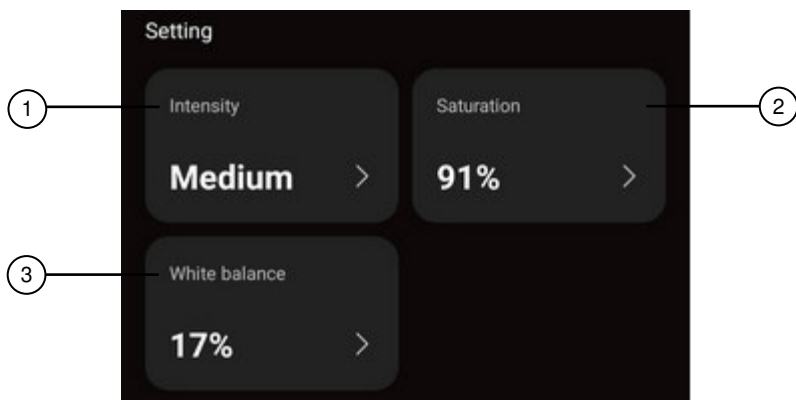 Setting
1
Intensity
Medium
Saturation
91%
2
3
White balance
17%